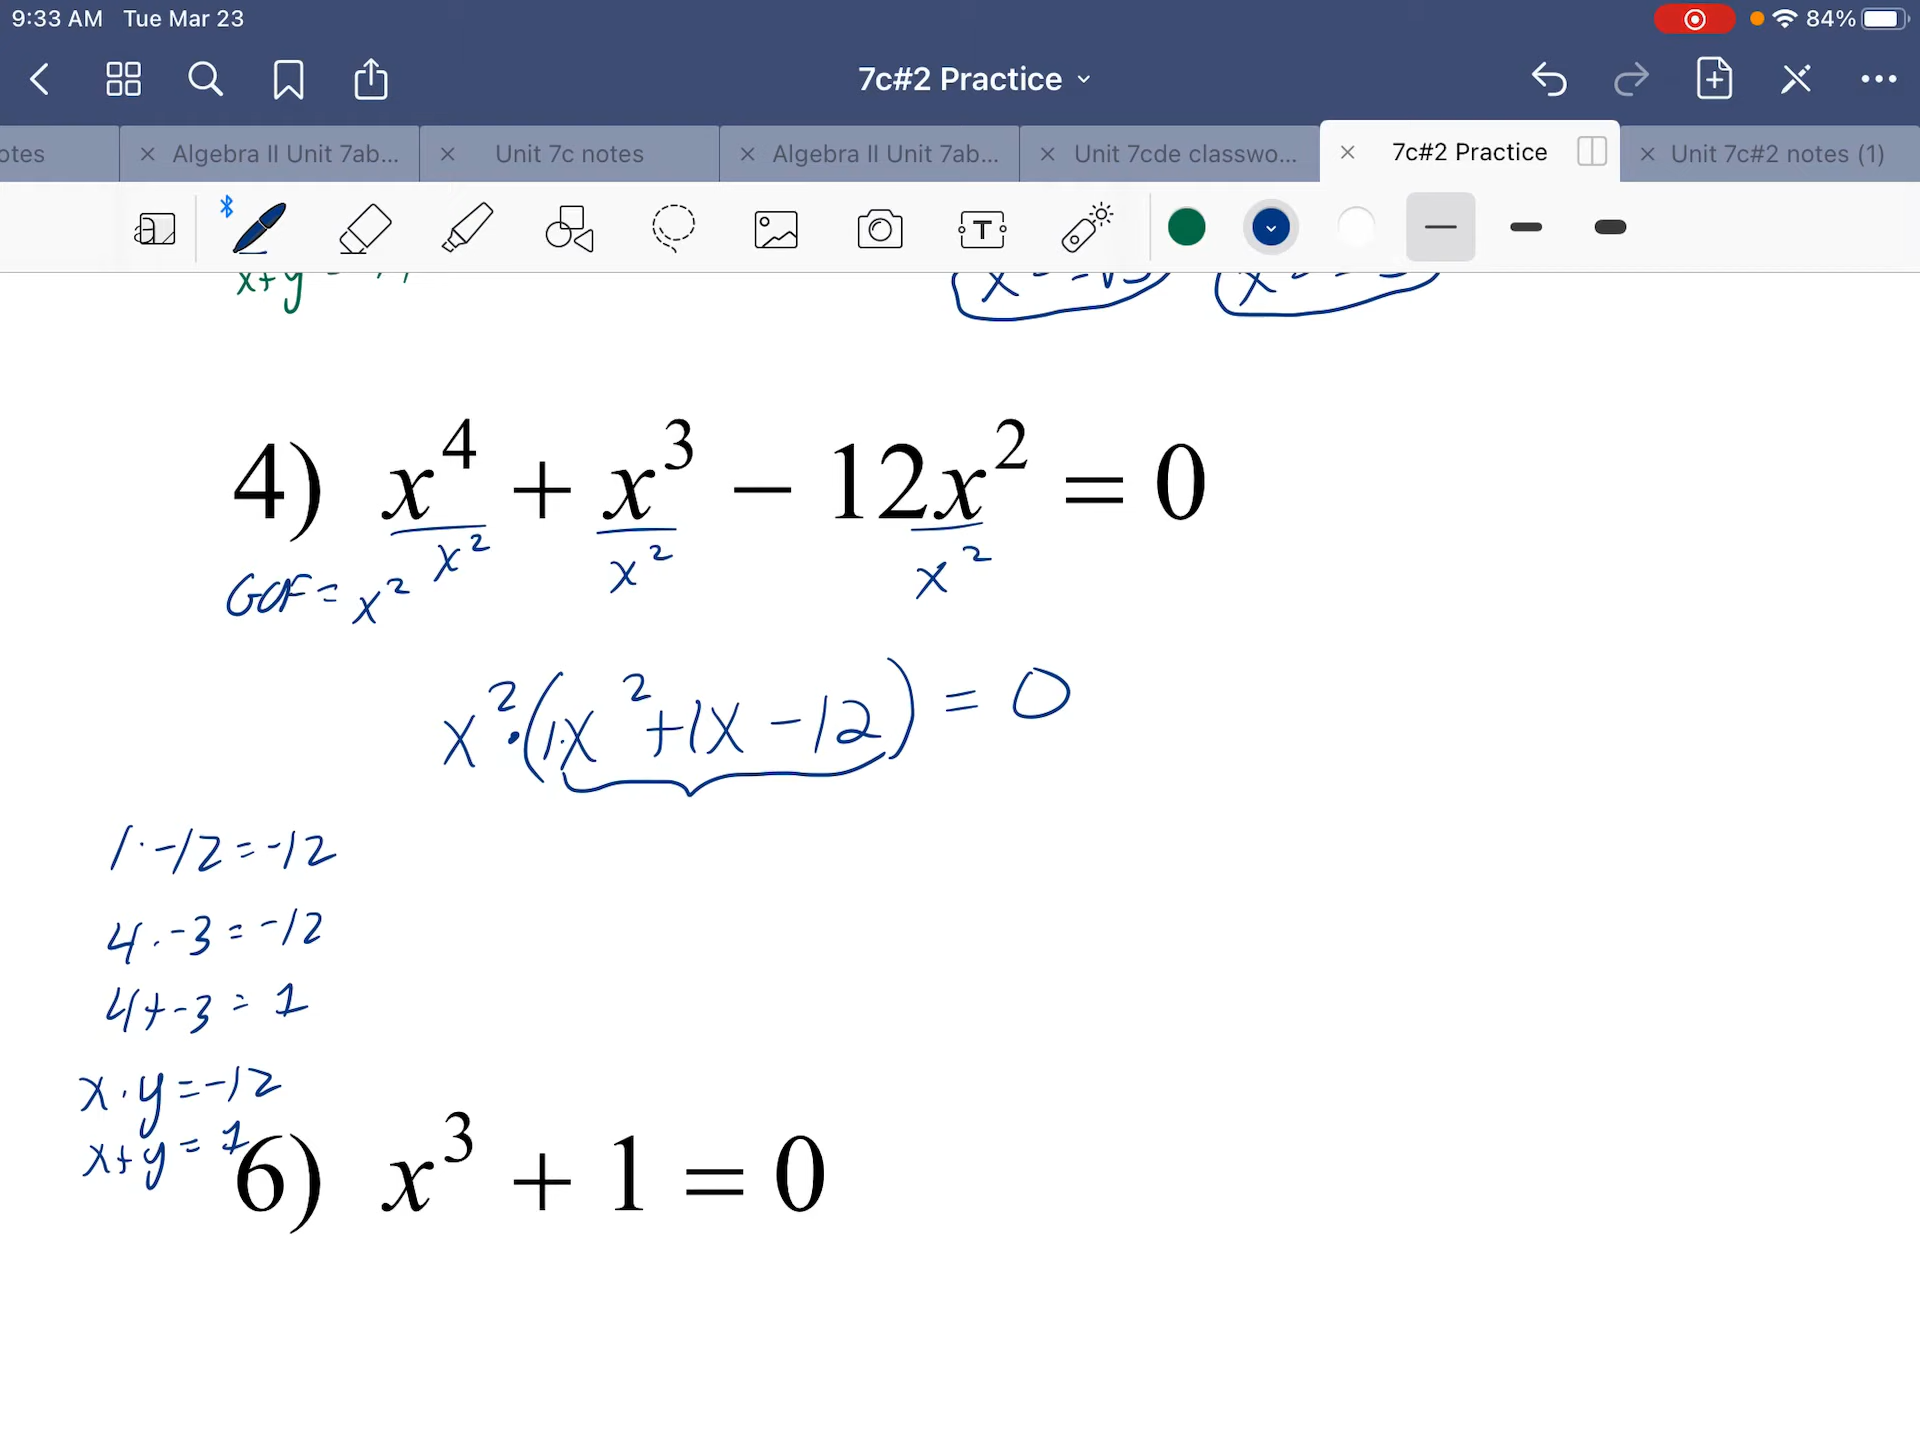 9:33 AM Tue Mar 23 84%
7c#2 Practice
otes Algebra II Unit 7ab... Unit 7c notes Algebra II Unit 7ab... Unit 7cde classwo... 7c#2 Practice Unit 7c#2 notes (1)
x+y =
4) x⁴ + x³ − 12x² = 0
x² x² x²
GCF = x²
x²·(1x² + 1x − 12) = 0
1·-12 = -12
4·-3 = -12
4+-3 = 1
x·y = -12
x+y = 1
6) x³ + 1 = 0